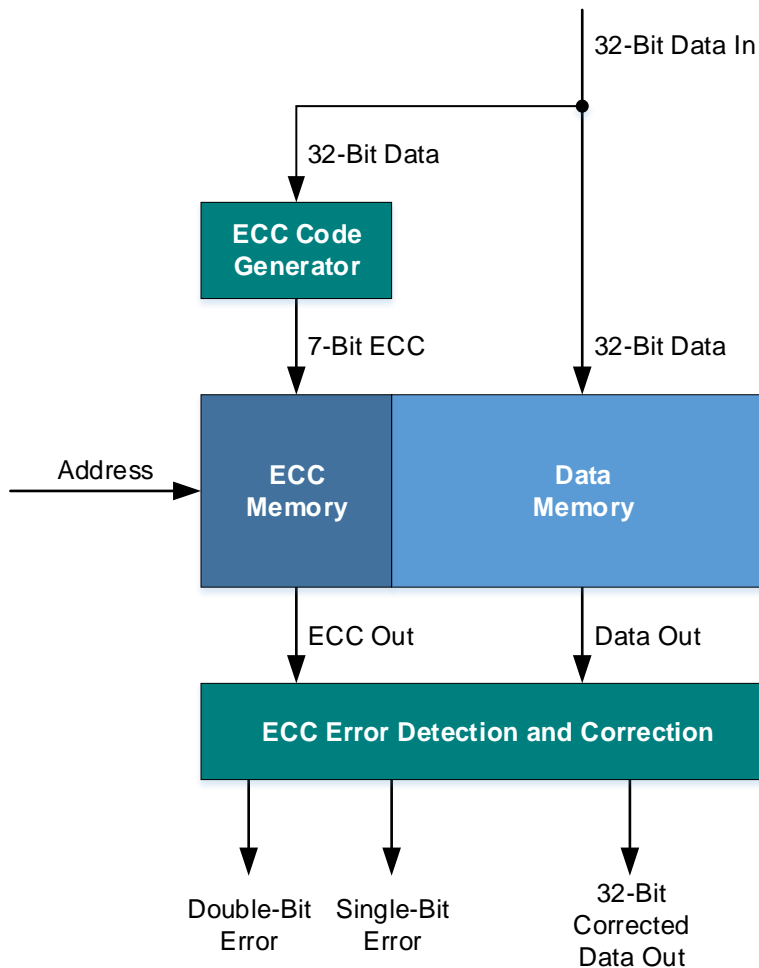 32-Bit Data In
32-Bit Data
ECC Code
Generator
7-Bit ECC
32-Bit Data
Address
ECC
Memory
Data
Memory
ECC Out
Data Out
ECC Error Detection and Correction
Double-Bit
Error
Single-Bit
Error
32-Bit
Corrected
Data Out